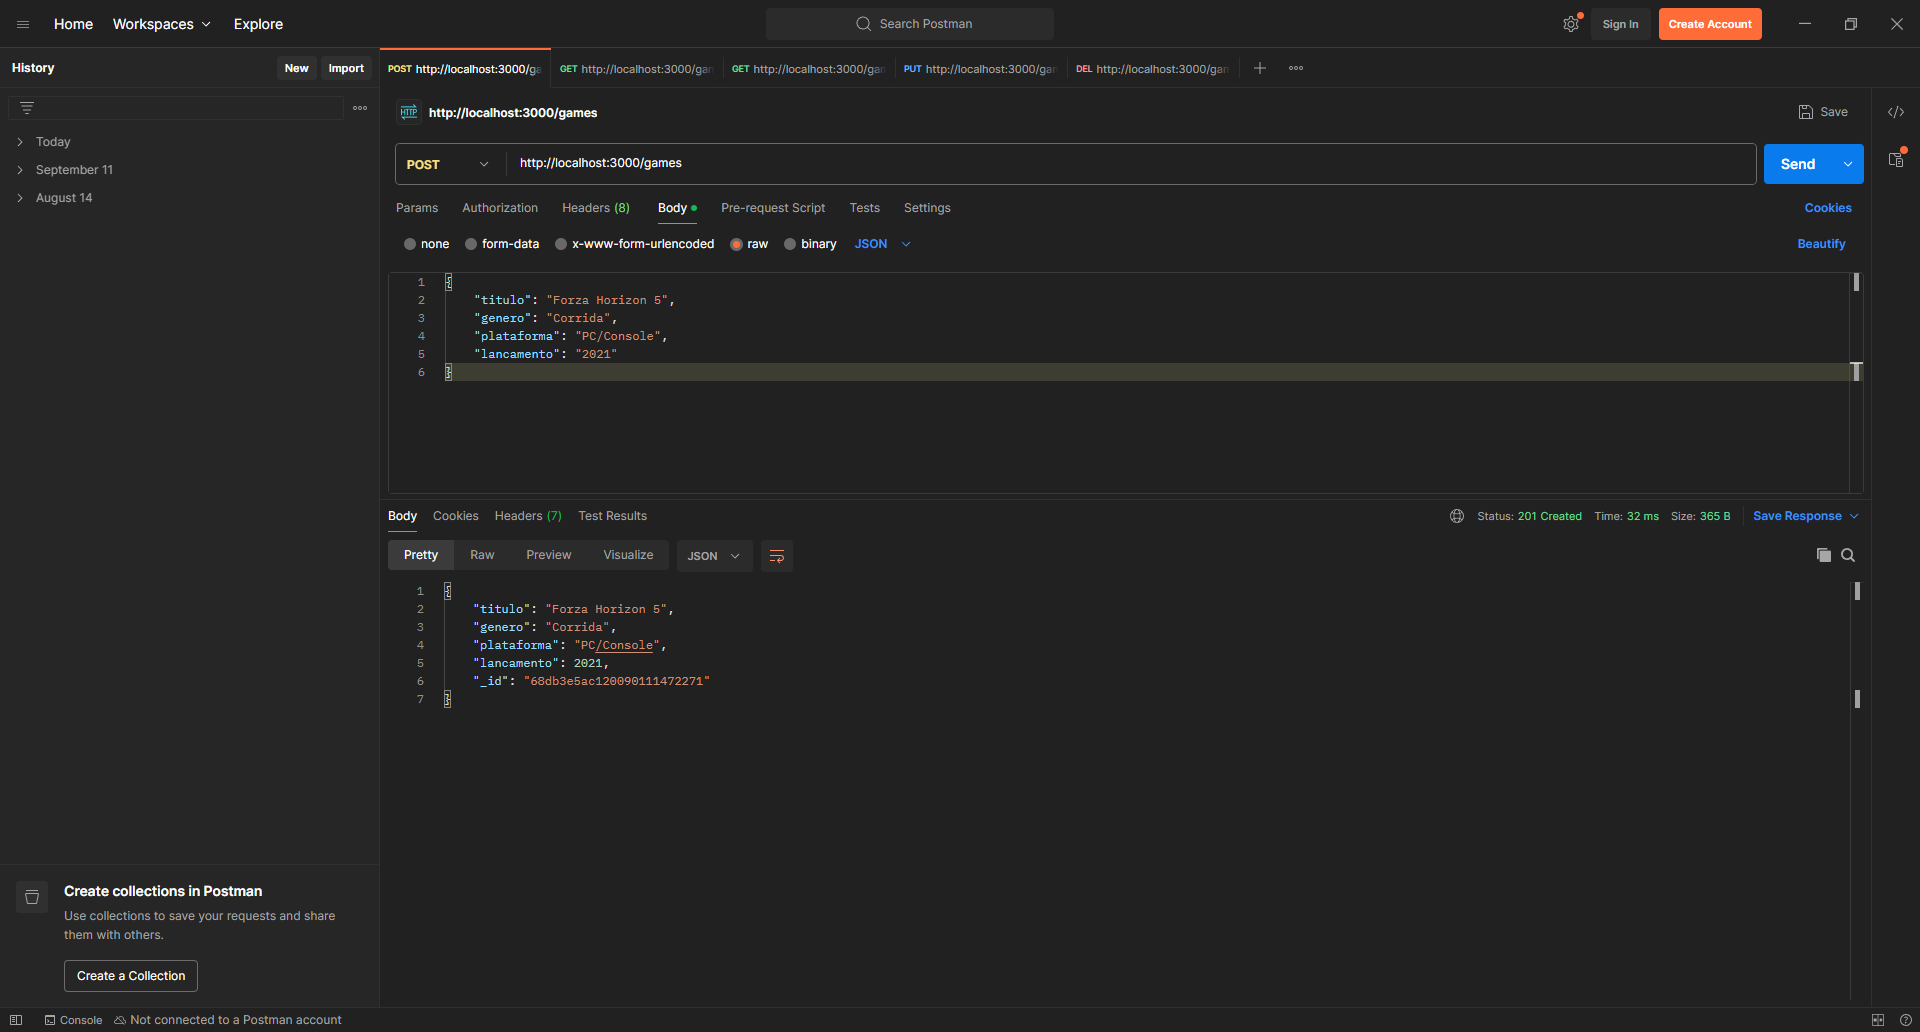 Home Workspaces Explore Search Postman Sign In Create Account
History New Import
POST http://localhost:3000/ga GET http://localhost:3000/gan GET http://localhost:3000/gan PUT http://localhost:3000/gan DEL http://localhost:3000/gan
HTTP http://localhost:3000/games Save
Today
September 11
August 14
POST http://localhost:3000/games Send
Params Authorization Headers (8) Body Pre-request Script Tests Settings Cookies
none form-data x-www-form-urlencoded raw binary JSON Beautify
1 {
2 "titulo": "Forza Horizon 5",
3 "genero": "Corrida",
4 "plataforma": "PC/Console",
5 "lancamento": "2021"
6 }
Body Cookies Headers (7) Test Results Status: 201 Created Time: 32 ms Size: 365 B Save Response
Pretty Raw Preview Visualize JSON
1 {
2 "titulo": "Forza Horizon 5",
3 "genero": "Corrida",
4 "plataforma": "PC/Console",
5 "lancamento": 2021,
6 "_id": "68db3e5ac120090111472271"
7 }
Create collections in Postman
Use collections to save your requests and share
them with others.
Create a Collection
Console Not connected to a Postman account